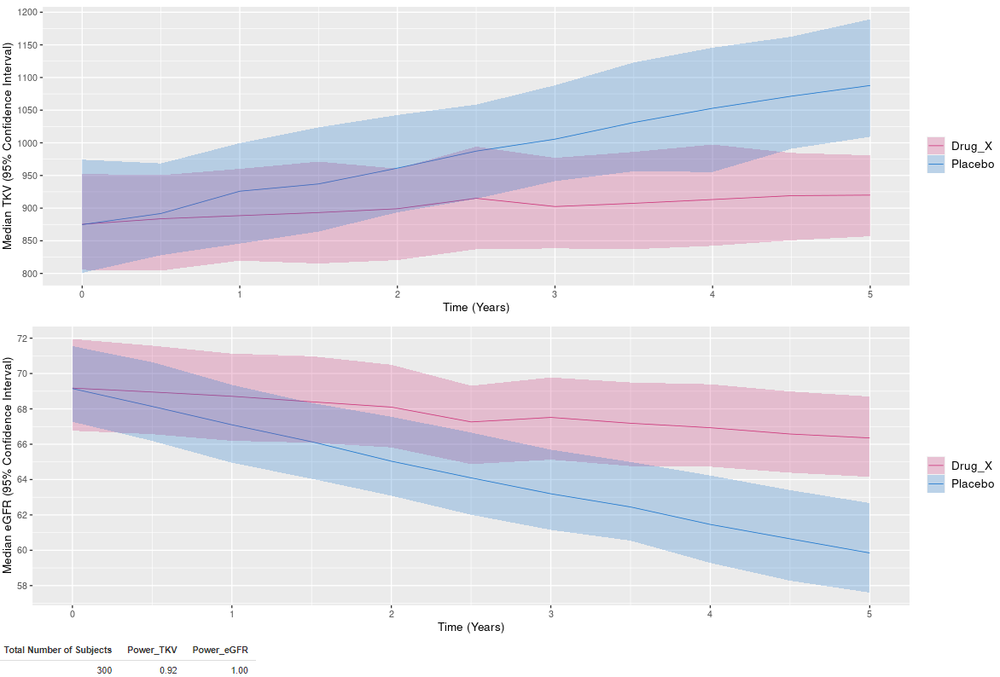 Median TKV (95% Confidence Interval)
1200
1150
1100
1050
1000
950
900
850
800
0 1 2 3 4 5
Time (Years)
Drug_X
Placebo
Median eGFR (95% Confidence Interval)
72
70
68
66
64
62
60
58
0 1 2 3 4 5
Time (Years)
Drug_X
Placebo
Total Number of Subjects Power_TKV Power_eGFR
300 0.92 1.00